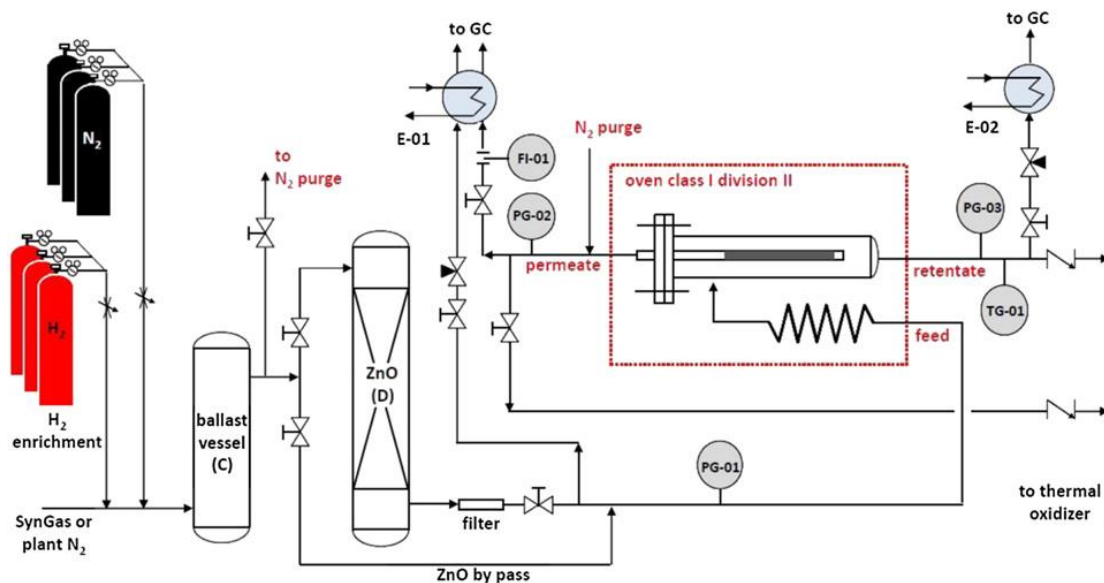 to GC
to GC
N2
E-01
E-02
N2 purge
FI-01
oven class I division II
to
N2 purge
PG-02
PG-03
permeate
retentate
H2
TG-01
feed
ZnO
(D)
H2
enrichment
ballast
vessel
(C)
PG-01
SynGas or
plant N2
filter
to thermal
oxidizer
ZnO by pass